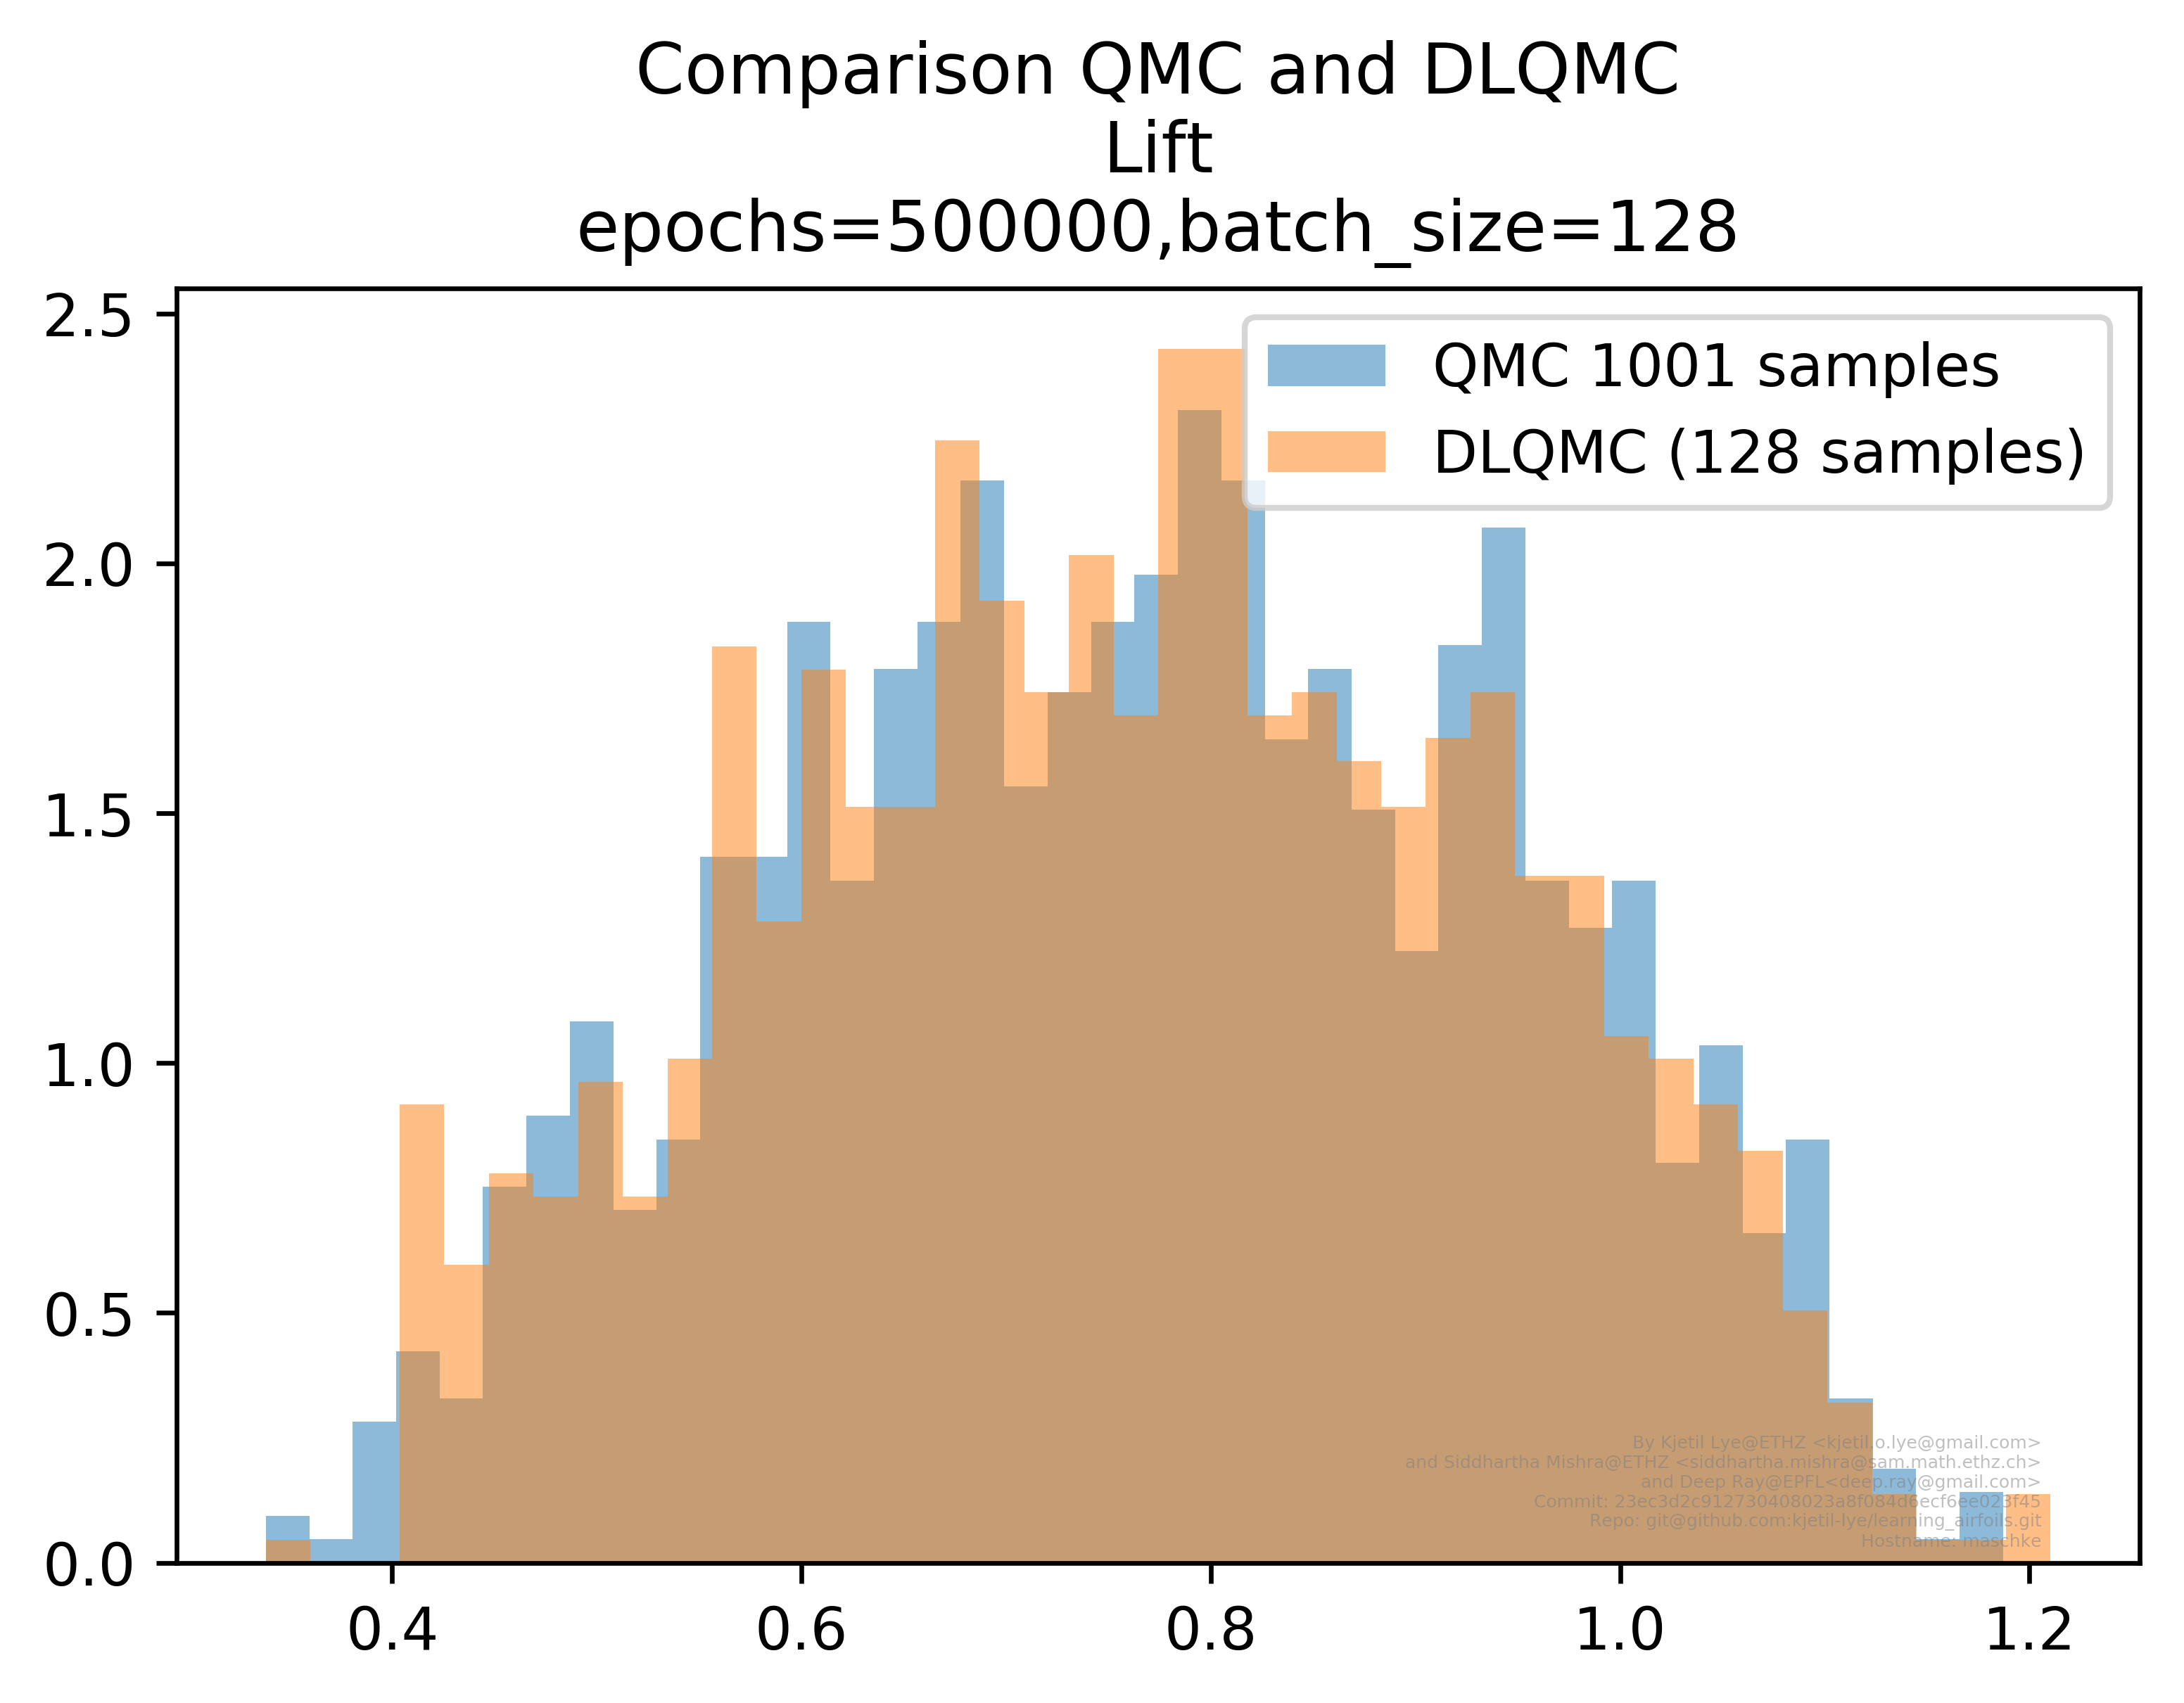 Comparison QMC and DLQMC
Lift
epochs=500000,batch_size=128
2.5
2.0
1.5
1.0
0.5
0.0
QMC 1001 samples
DLQMC (128 samples)
By Kjetil Lye@ETHZ <kjetil.o.lye@gmail.com>
and Siddhartha Mishra@ETHZ <siddhartha.mishra@sam.math.ethz.ch>
and Deep Ray@EPFL<deep.ray@gmail.com>
Commit: 23ec3d2c912730408023a8f084d6ecf6ee023f45
Repo: git@github.com:kjetil-lye/learning_airfoils.git
Hostname: maschke
0.4 0.6 0.8 1.0 1.2